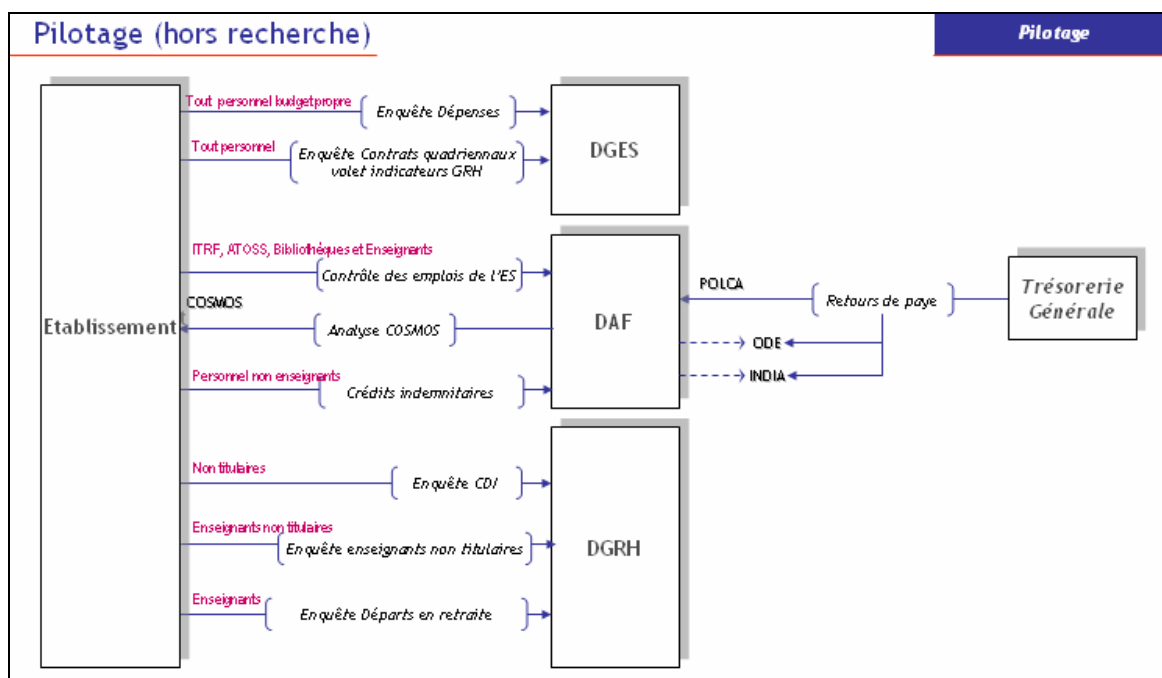 Pilotage (hors recherche)
Pilotage
Tout personnel budget propre
Enquête Dépenses
Tout personnel
Enquête Contrats quadriennaux
volet indicateurs GRH
DGES
ITRF, ATOSS, Bibliothéques et Enseignants
Contrôle des emplois de l'ES
COSMOS
Etablissement
Analyse COSMOS
DAF
POLCA
Retours de paye
Trésorerie
Générale
ODE
INDIA
Personnel non enseignants
Crédits indemnitaires
Non titulaires
Enquête CDI
Enseignants non titulaires
Enquête enseignants non titulaires
DGRH
Enseignants
Enquête Départs en retraite